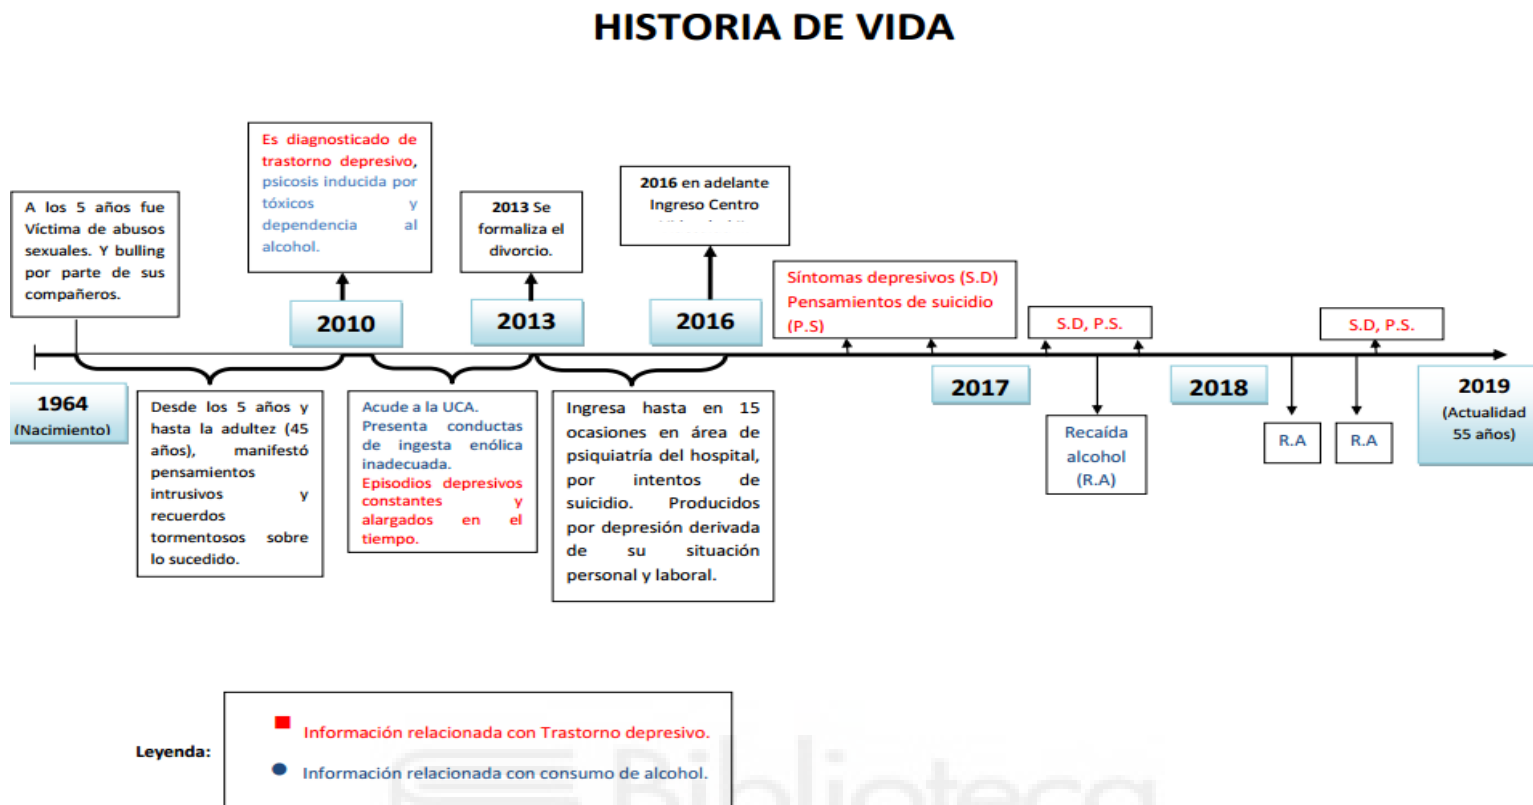 HISTORIA DE VIDA
A los 5 años fue
Víctima de abusos
sexuales. Y bulling
por parte de sus
compañeros.
Es diagnosticado de
trastorno depresivo,
psicosis inducida por
tóxicos y
dependencia al
alcohol.
2013 Se
formaliza el
divorcio.
2016 en adelante
Ingreso Centro
Síntomas depresivos (S.D)
Pensamientos de suicidio
(P.S)
S.D, P.S.
S.D, P.S.
2010
2013
2016
1964
(Nacimiento)
2017
2018
2019
(Actualidad
55 años)
Desde los 5 años y
hasta la adultez (45
años), manifestó
pensamientos
intrusivos y
recuerdos
tormentosos sobre
lo sucedido.
Acude a la UCA.
Presenta conductas
de ingesta enólica
inadecuada.
Episodios depresivos
constantes y
alargados en el
tiempo.
Ingresa hasta en 15
ocasiones en área de
psiquiatría del hospital,
por intentos de
suicidio. Producidos
por depresión derivada
de su situación
personal y laboral.
Recaída
alcohol
(R.A)
R.A
R.A
Leyenda:
Información relacionada con Trastorno depresivo.
Información relacionada con consumo de alcohol.
Biblioteca